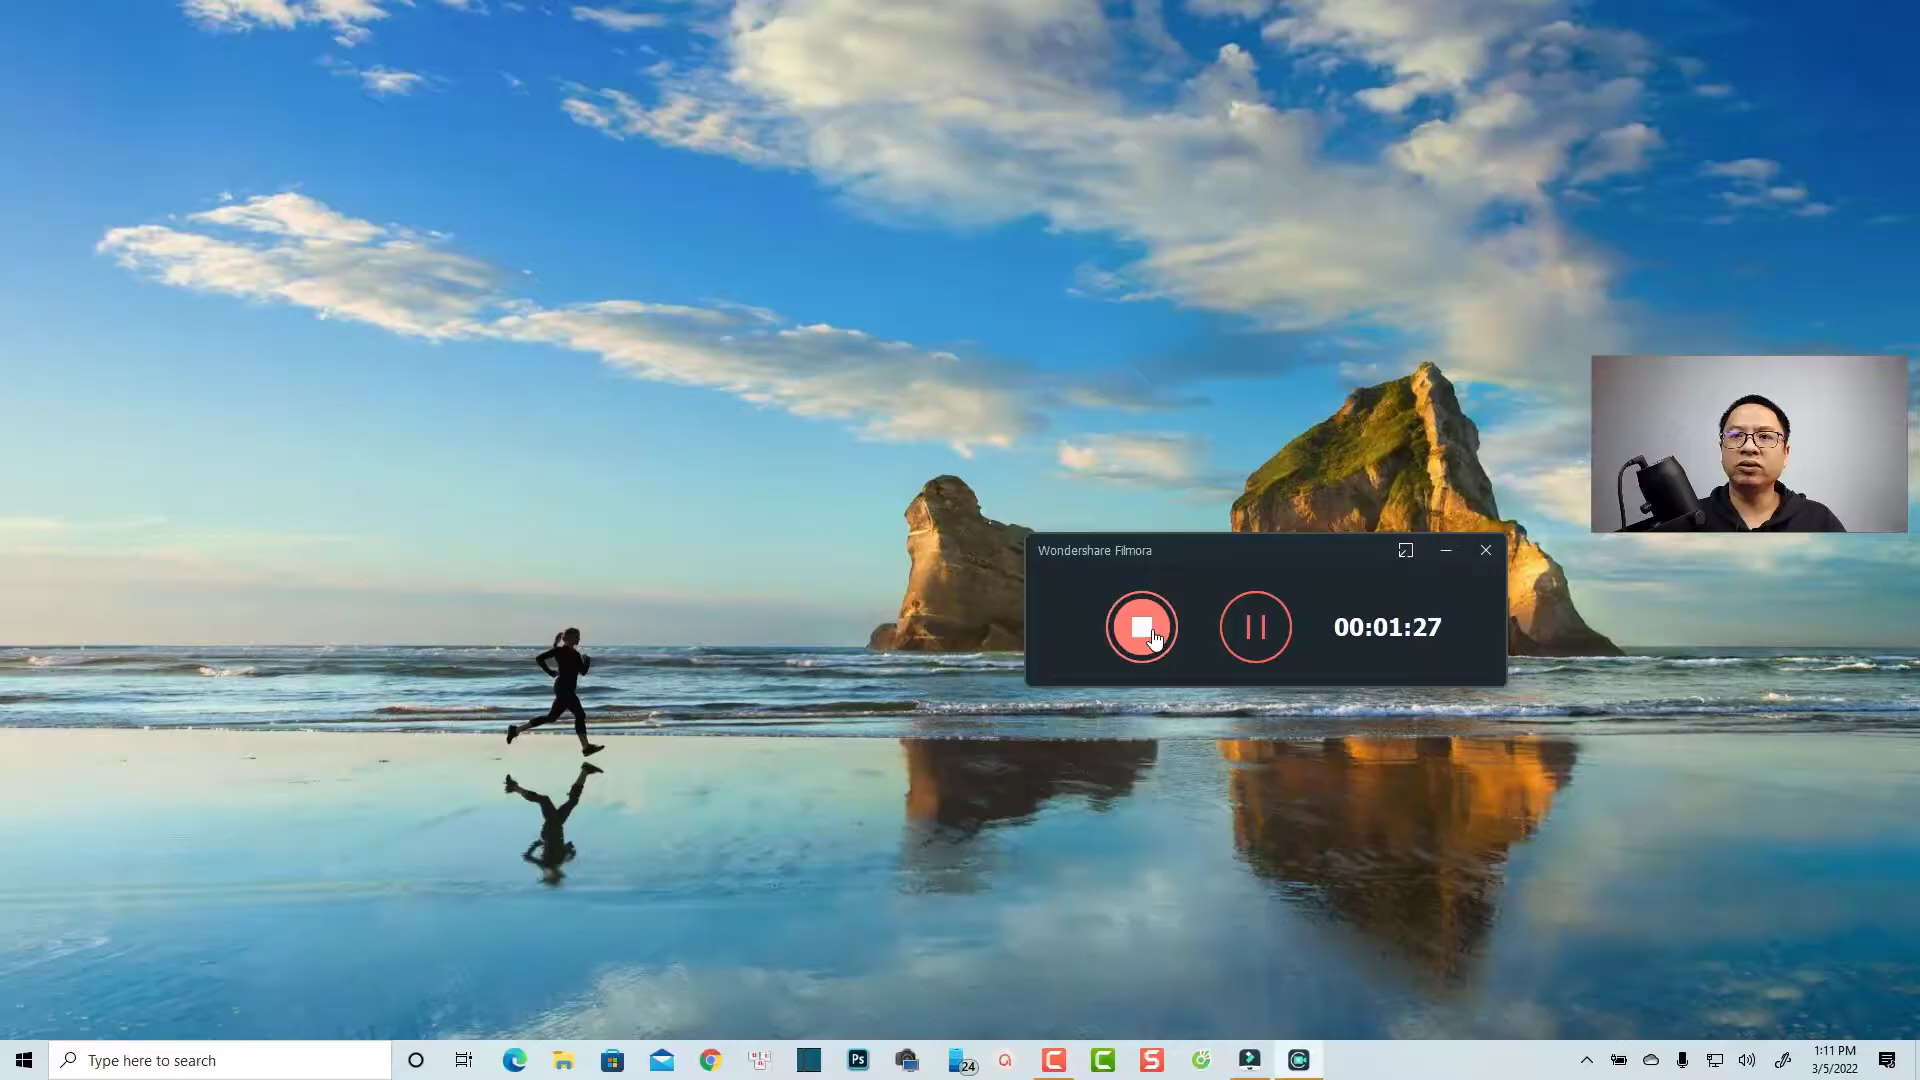 Wondershare Filmora
00:01:27
Type here to search
Ps
24
C
C
S
1:11 PM
3/5/2022